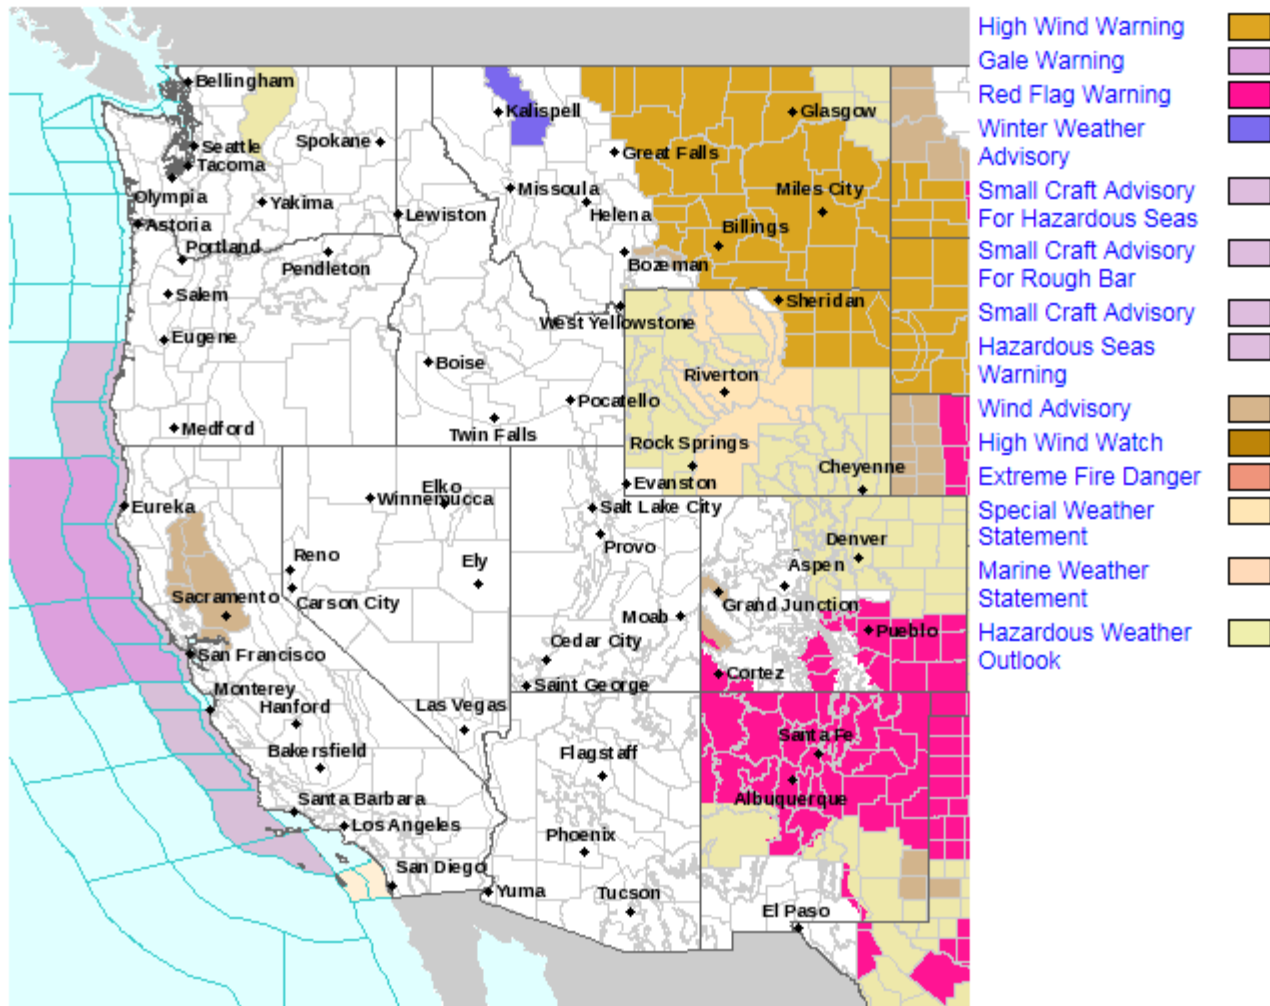 High Wind Warning
Gale Warning
Red Flag Warning
Winter Weather
Advisory
Small Craft Advisory
For Hazardous Seas
Small Craft Advisory
For Rough Bar
Small Craft Advisory
Hazardous Seas
Warning
Wind Advisory
High Wind Watch
Extreme Fire Danger
Special Weather
Statement
Marine Weather
Statement
Hazardous Weather
Outlook
Bellingham
Seattle
Tacoma
Olympia
Astoria
Spokane
Yakima
Portland
Pendleton
Salem
Eugene
Medford
Kalispell
Missoula
Lewiston
Great Falls
Helena
Bozeman
Glasgow
Miles City
Billings
Sheridan
West Yellowstone
Boise
Pocatello
Twin Falls
Riverton
Rock Springs
Evanston
Cheyenne
Eureka
Elko
Winnemucca
Reno
Carson City
Ely
Salt Lake City
Provo
Moab
Cedar City
Saint George
Denver
Aspen
Grand Junction
Pueblo
Cortez
Sacramento
San Francisco
Monterey
Hanford
Bakersfield
Las Vegas
Santa Barbara
Los Angeles
San Diego
Flagstaff
Phoenix
Yuma
Tucson
Santa Fe
Albuquerque
El Paso